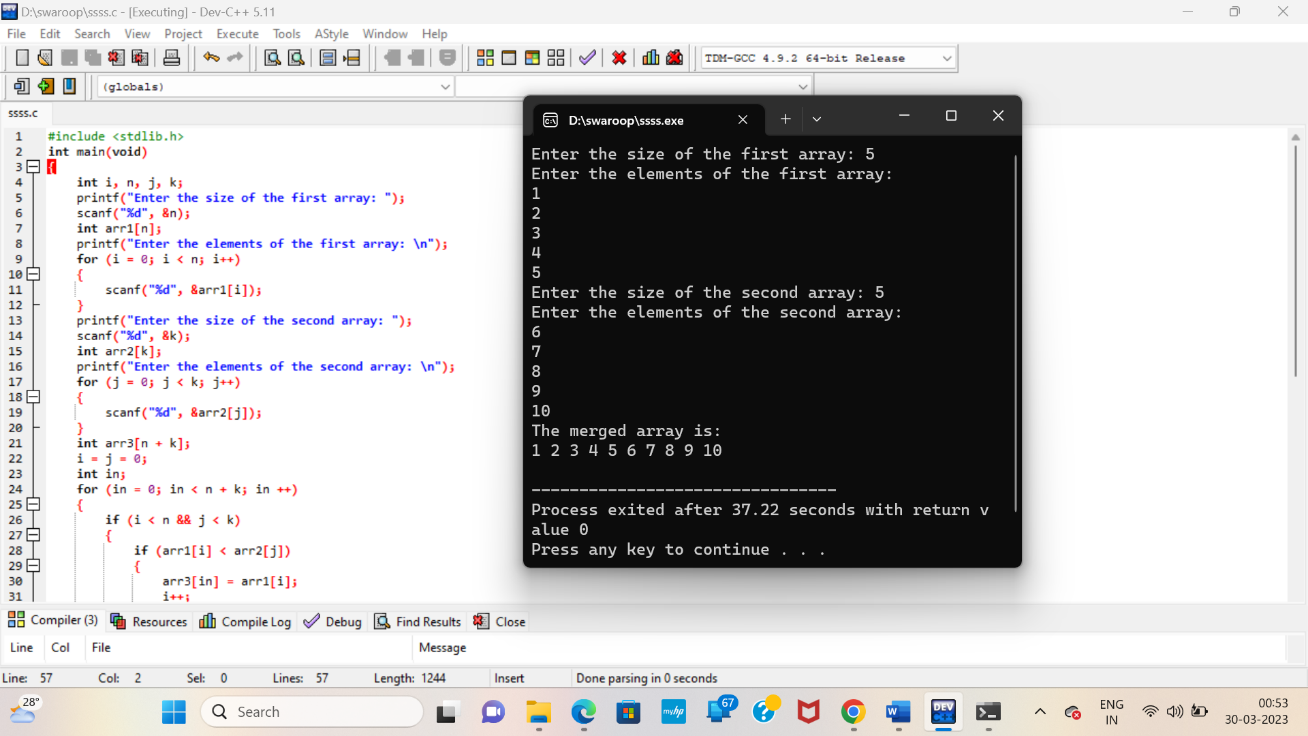 D:\swaroop\ssss.c - [Executing] - Dev-C++ 5.11
File Edit Search View Project Execute Tools AStyle Window Help
TDM-GCC 4.9.2 64-bit Release
(globals)
ssss.c
1 #include <stdlib.h>
2 int main(void)
3 {
4 int i, n, j, k;
5 printf("Enter the size of the first array: ");
6 scanf("%d", &n);
7 int arr1[n];
8 printf("Enter the elements of the first array: \n");
9 for (i = 0; i < n; i++)
10 {
11 scanf("%d", &arr1[i]);
12 }
13 printf("Enter the size of the second array: ");
14 scanf("%d", &k);
15 int arr2[k];
16 printf("Enter the elements of the second array: \n");
17 for (j = 0; j < k; j++)
18 {
19 scanf("%d", &arr2[j]);
20 }
21 int arr3[n + k];
22 i = j = 0;
23 int in;
24 for (in = 0; in < n + k; in ++)
25 {
26 if (i < n && j < k)
27 {
28 if (arr1[i] < arr2[j])
29 {
30 arr3[in] = arr1[i];
31 i++;
D:\swaroop\ssss.exe
Enter the size of the first array: 5
Enter the elements of the first array:
1
2
3
4
5
Enter the size of the second array: 5
Enter the elements of the second array:
6
7
8
9
10
The merged array is:
1 2 3 4 5 6 7 8 9 10
--------------------------------
Process exited after 37.22 seconds with return v
alue 0
Press any key to continue . . .
Compiler (3) Resources Compile Log Debug Find Results Close
Line Col File Message
Line: 57 Col: 2 Sel: 0 Lines: 57 Length: 1244 Insert Done parsing in 0 seconds
28°
Search
myhp
67
W
DEV
ENG
IN
00:53
30-03-2023